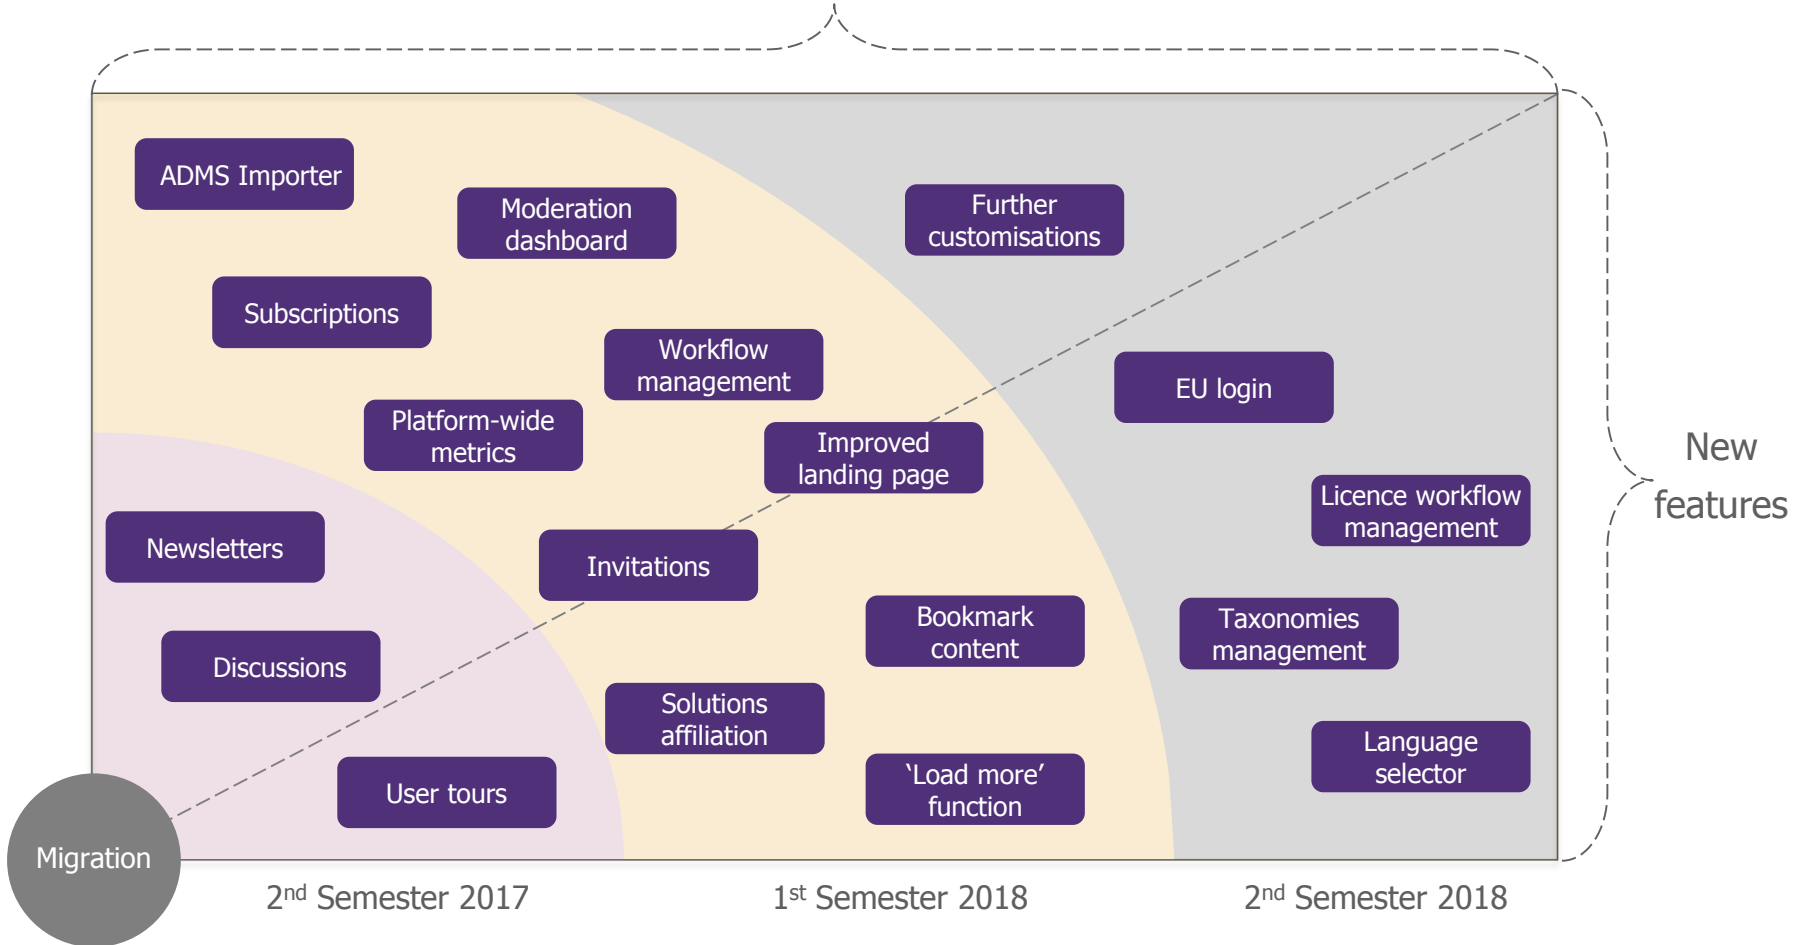 ADMS Importer
Moderation
dashboard
Further
customisations
Subscriptions
Workflow
management
EU login
Platform-wide
metrics
Improved
landing page
New
features
Licence workflow
management
Newsletters
Invitations
Bookmark
content
Taxonomies
management
Discussions
Solutions
affiliation
Language
selector
User tours
‘Load more’
function
Migration
2nd Semester 2017
1st Semester 2018
2nd Semester 2018